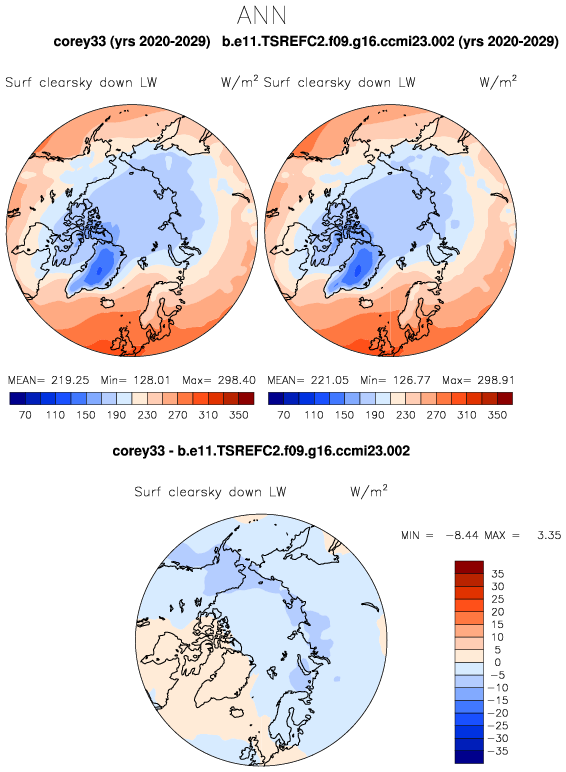 ANN
corey33 (yrs 2020-2029) b.e11.TSREFC2.f09.g16.ccmi23.002 (yrs 2020-2029)
Surf clearsky down LW W/m² Surf clearsky down LW W/m²
MEAN= 219.25 Min= 128.01 Max= 298.40 MEAN= 221.05 Min= 126.77 Max= 298.91
70 110 150 190 230 270 310 350 70 110 150 190 230 270 310 350
corey33 - b.e11.TSREFC2.f09.g16.ccmi23.002
Surf clearsky down LW W/m²
MIN = -8.44 MAX = 3.35
35
30
25
20
15
10
5
0
-5
-10
-15
-20
-25
-30
-35